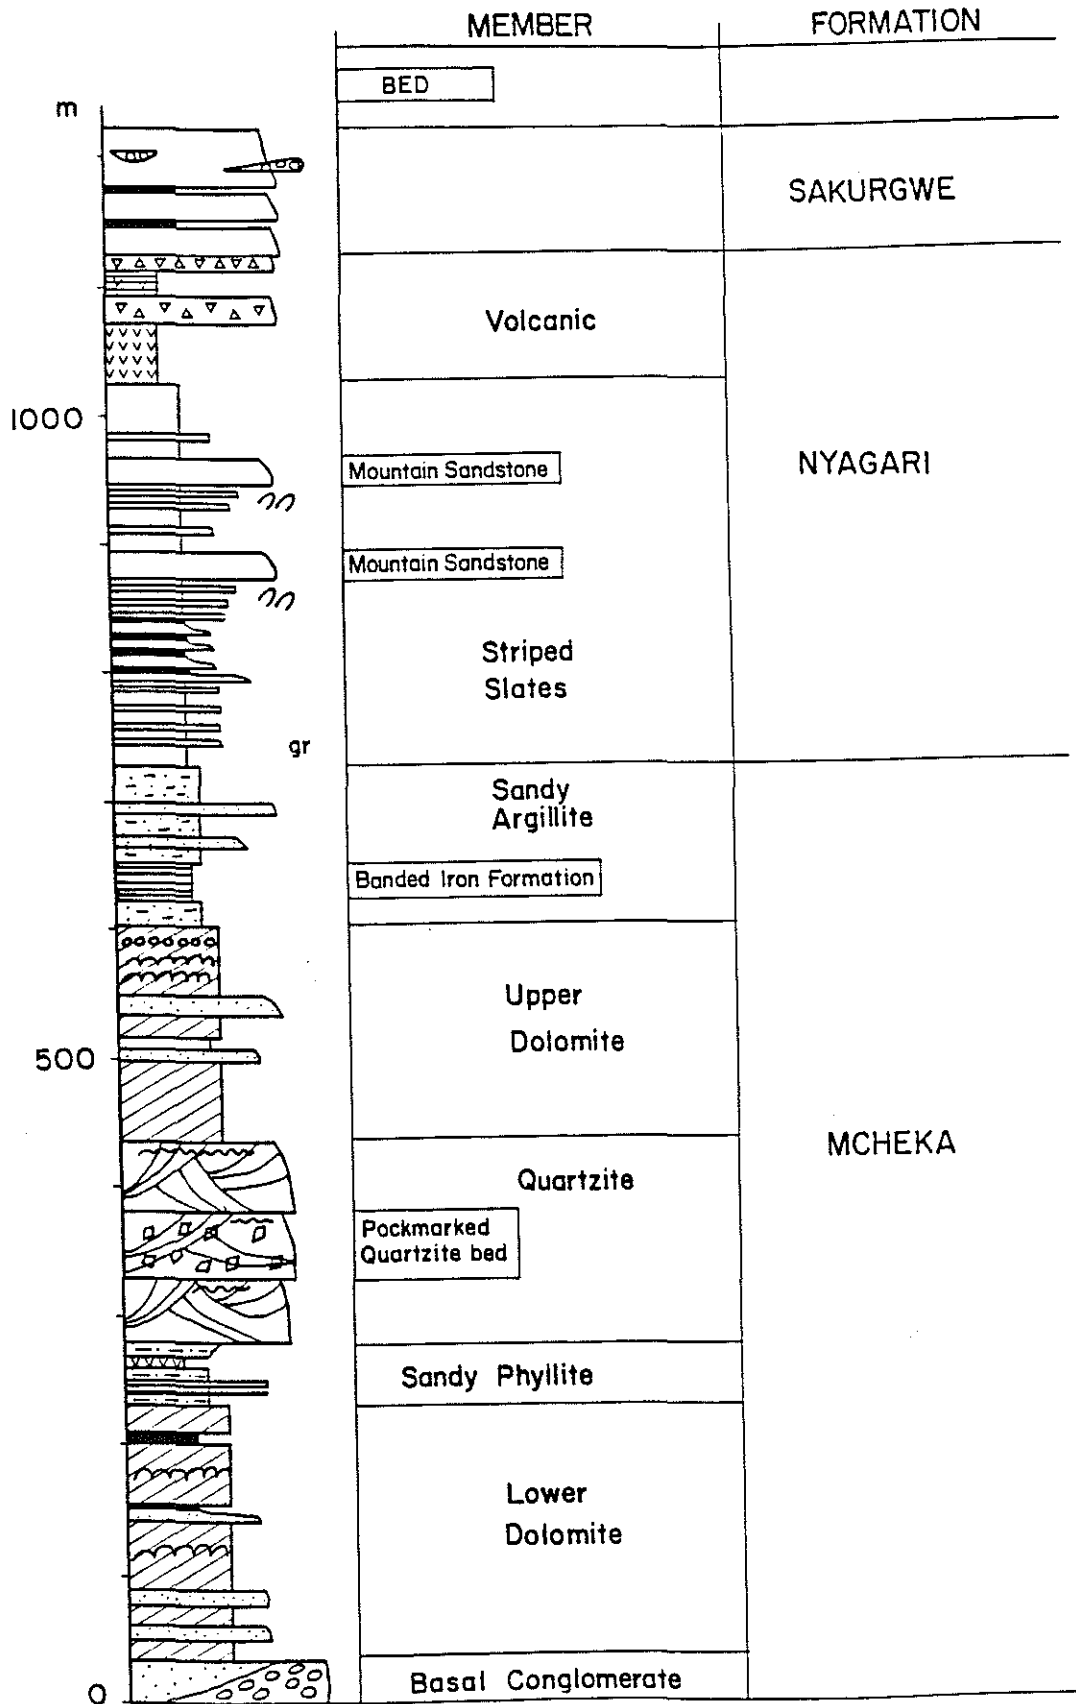 MEMBER FORMATION
BED
m
SAKURGWE
Volcanic
1000
Mountain Sandstone
NYAGARI
Mountain Sandstone
Striped
Slates
gr
Sandy
Argillite
Banded Iron Formation
Upper
Dolomite
500
MCHEKA
Quartzite
Pockmarked
Quartzite bed
Sandy Phyllite
Lower
Dolomite
Basal Conglomerate
0